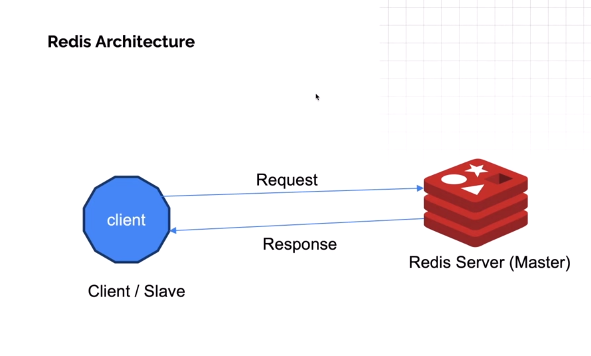 Redis Architecture
Request
client
Response
Redis Server (Master)
Client / Slave